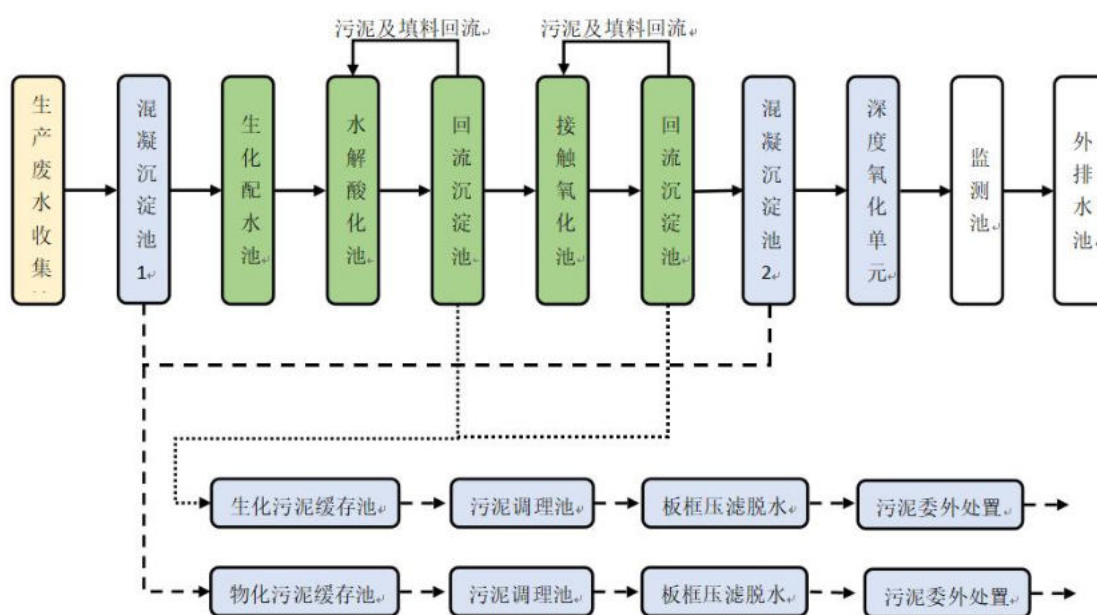 污泥及填料回流
污泥及填料回流
生产废水收集
混凝沉淀池1
生化配水池
水解酸化池
回流沉淀池
接触氧化池
回流沉淀池
混凝沉淀池2
深度氧化单元
监测池
外排水池
生化污泥缓存池
污泥调理池
板框压滤脱水
污泥委外处置
物化污泥缓存池
污泥调理池
板框压滤脱水
污泥委外处置